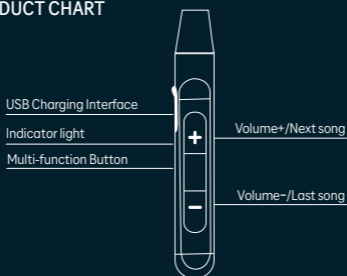 DUCT CHART
USB Charging Interface
Indicator light
Multi-function Button
+
Volume+/Next song
−
Volume-/Last song